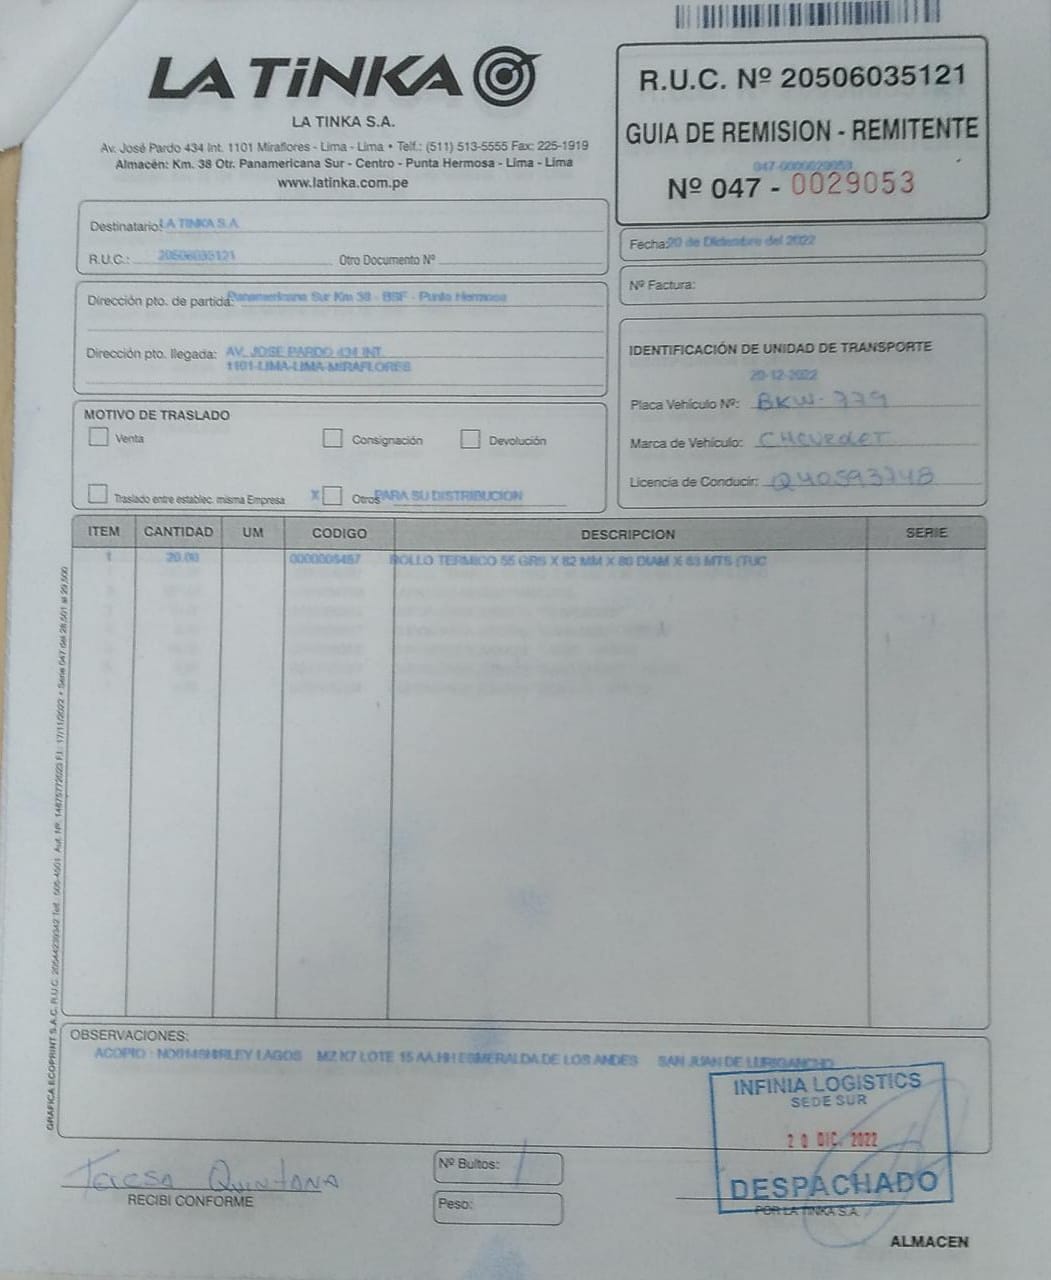 LA TiNKA
LA TINKA S.A.
Av. José Pardo 434 Int. 1101 Miraflores - Lima - Lima • Telf.: (511) 513-5555 Fax: 225-1919
Almacén: Km. 38 Otr. Panamericana Sur - Centro - Punta Hermosa - Lima - Lima
www.latinka.com.pe
R.U.C. Nº 20506035121
GUIA DE REMISION - REMITENTE
047-0000029053
Nº 047 - 0029053
Destinatario: LA TINKA S.A.
R.U.C.: 20506035121 Otro Documento Nº
Fecha: 20 de Diciembre del 2022
Nº Factura:
Dirección pto. de partida: Panamericana Sur Km 38 - BSF - Punta Hermosa
Dirección pto. llegada: AV. JOSE PARDO 434 INT.
1101-LIMA-LIMA-MIRAFLORES
IDENTIFICACIÓN DE UNIDAD DE TRANSPORTE
20-12-2022
Placa Vehículo Nº: BKW-779
Marca de Vehículo: CHEVROLET
Licencia de Conducir: Q40593748
MOTIVO DE TRASLADO
Venta Consignación Devolución
Traslado entre establec. misma Empresa X Otros PARA SU DISTRIBUCION
ITEM CANTIDAD UM CODIGO DESCRIPCION SERIE
1 20.00 0000005457 ROLLO TERMICO 55 GRS X 82 MM X 80 DIAM X 63 MTS (TUC
GRAFICA ECOPRINT S.A.C. R.U.C. 20544239342 Telf.: 505-4501 Aut. Nº. 14875772023 F.I.: 17/11/2022 • Serie 047 del 28,501 al 29,500
OBSERVACIONES:
ACOPIO : NO014SHIRLEY LAGOS MZ K7 LOTE 15 AA.HH ESMERALDA DE LOS ANDES SAN JUAN DE LURIGANCHO
INFINIA LOGISTICS
SEDE SUR
20 DIC. 2022
DESPACHADO
Teresa Quintana
RECIBI CONFORME
Nº Bultos: 1
Peso:
POR LA TINKA S.A.
ALMACEN